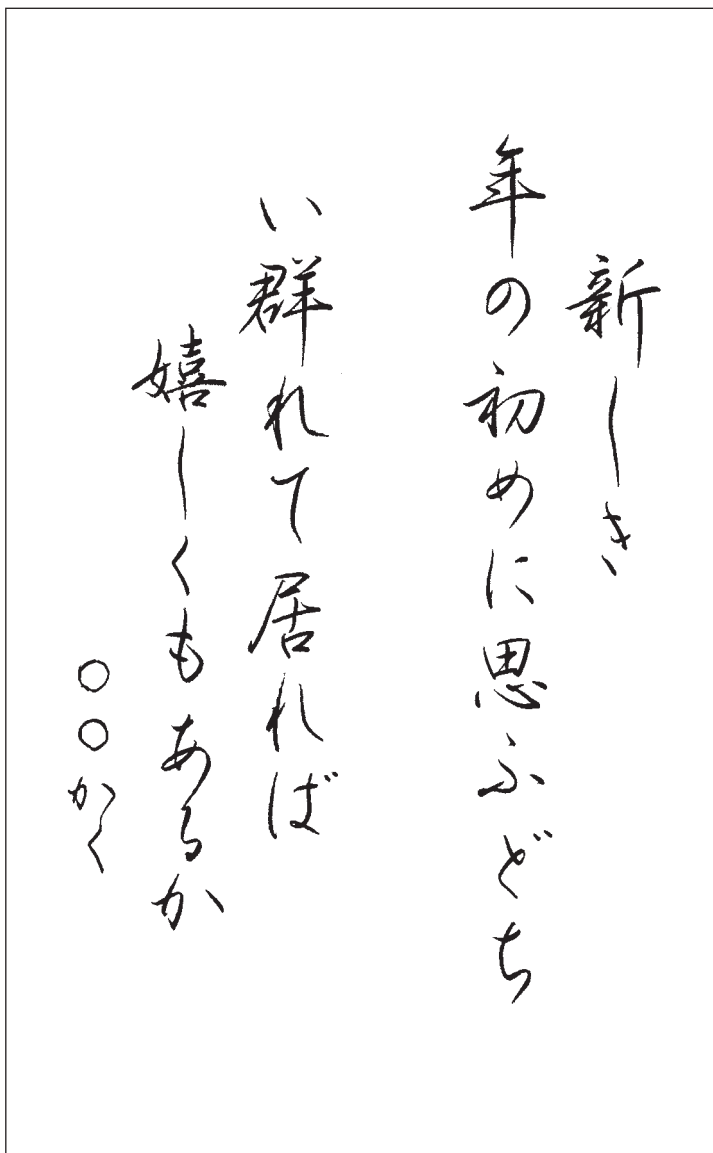 新しき
年の初めに思ふどち
い群れて居れば
嬉しくもあるか
○○かく